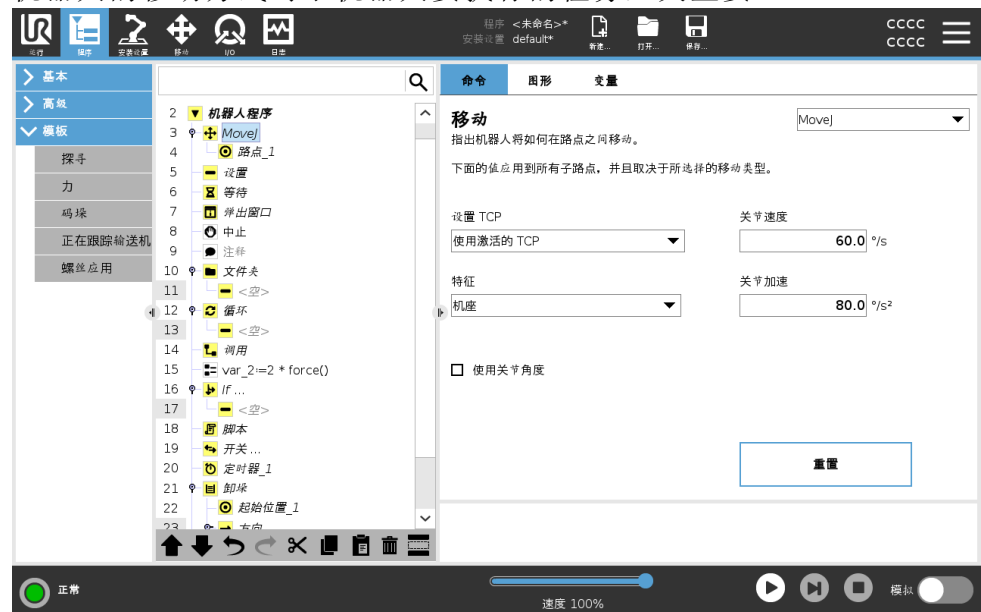 运行
程序
安装设置
移动
I/O
日志
程序 <未命名>*
安装设置 default*
新建...
打开...
保存...
cccc
cccc
基本
高级
模板
探寻
力
码垛
正在跟踪输送机
螺丝应用
2 机器人程序
3 MoveJ
4 路点_1
5 设置
6 等待
7 弹出窗口
8 中止
9 注释
10 文件夹
11 <空>
12 循环
13 <空>
14 调用
15 var_2:=2 * force()
16 If ...
17 <空>
18 脚本
19 开关 ...
20 定时器_1
21 卸垛
22 起始位置_1
23 方向
命令 图形 变量
移动
MoveJ
指出机器人将如何在路点之间移动。
下面的值应用到所有子路点，并且取决于所选择的移动类型。
设置 TCP
使用激活的 TCP
关节速度
60.0 °/s
特征
机座
关节加速
80.0 °/s²
使用关节角度
重置
正常
速度 100%
模拟